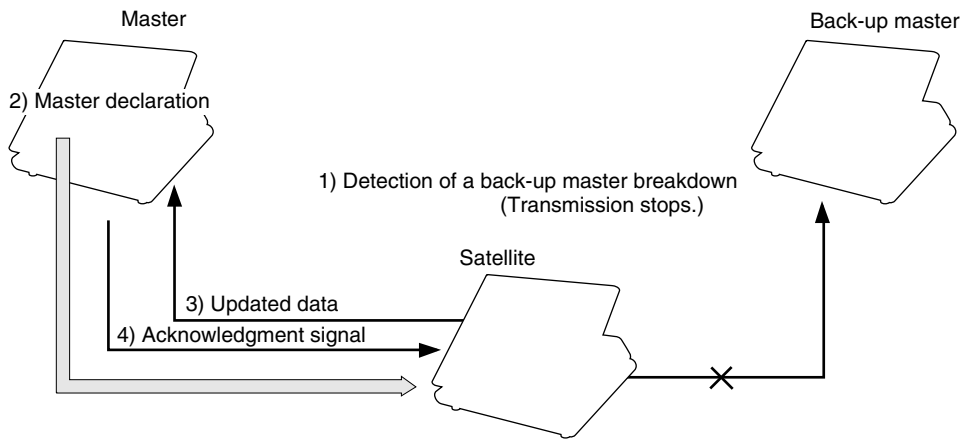 Master
Back-up master
2) Master declaration
1) Detection of a back-up master breakdown
(Transmission stops.)
Satellite
3) Updated data
4) Acknowledgment signal